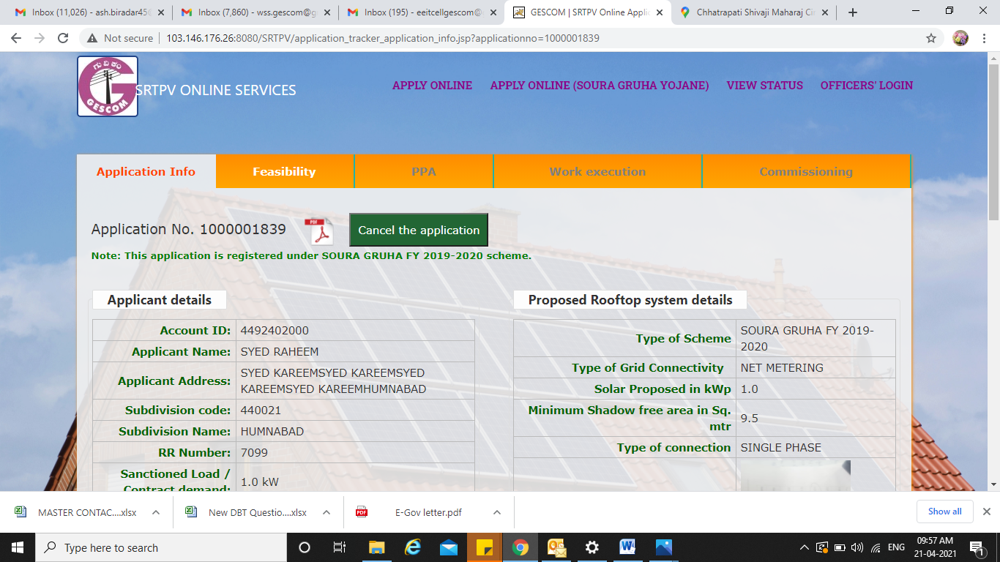 Inbox (11,026) - ash.biradar45@
Inbox (7,860) - wss.gescom@g
Inbox (195) - eeitcellgescom@
GESCOM | SRTPV Online Appli
Chhatrapati Shivaji Maharaj Cir
Not secure
103.146.176.26:8080/SRTPV/application_tracker_application_info.jsp?applicationno=1000001839
GESCOM
SRTPV ONLINE SERVICES
APPLY ONLINE
APPLY ONLINE (SOURA GRUHA YOJANE)
VIEW STATUS
OFFICERS' LOGIN
Application Info
Feasibility
PPA
Work execution
Commissioning
Application No. 1000001839
PDF
Cancel the application
Note: This application is registered under SOURA GRUHA FY 2019-2020 scheme.
Applicant details
Account ID: 4492402000
Applicant Name: SYED RAHEEM
Applicant Address: SYED KAREEMSYED KAREEMSYED
KAREEMSYED KAREEMHUMNABAD
Subdivision code: 440021
Subdivision Name: HUMNABAD
RR Number: 7099
Sanctioned Load /
Contract demand: 1.0 kW
Proposed Rooftop system details
Type of Scheme SOURA GRUHA FY 2019-
2020
Type of Grid Connectivity NET METERING
Solar Proposed in kWp 1.0
Minimum Shadow free area in Sq.
mtr 9.5
Type of connection SINGLE PHASE
MASTER CONTAC....xlsx
New DBT Questio....xlsx
PDF
E-Gov letter.pdf
Show all
Type here to search
ENG
09:57 AM
21-04-2021
1